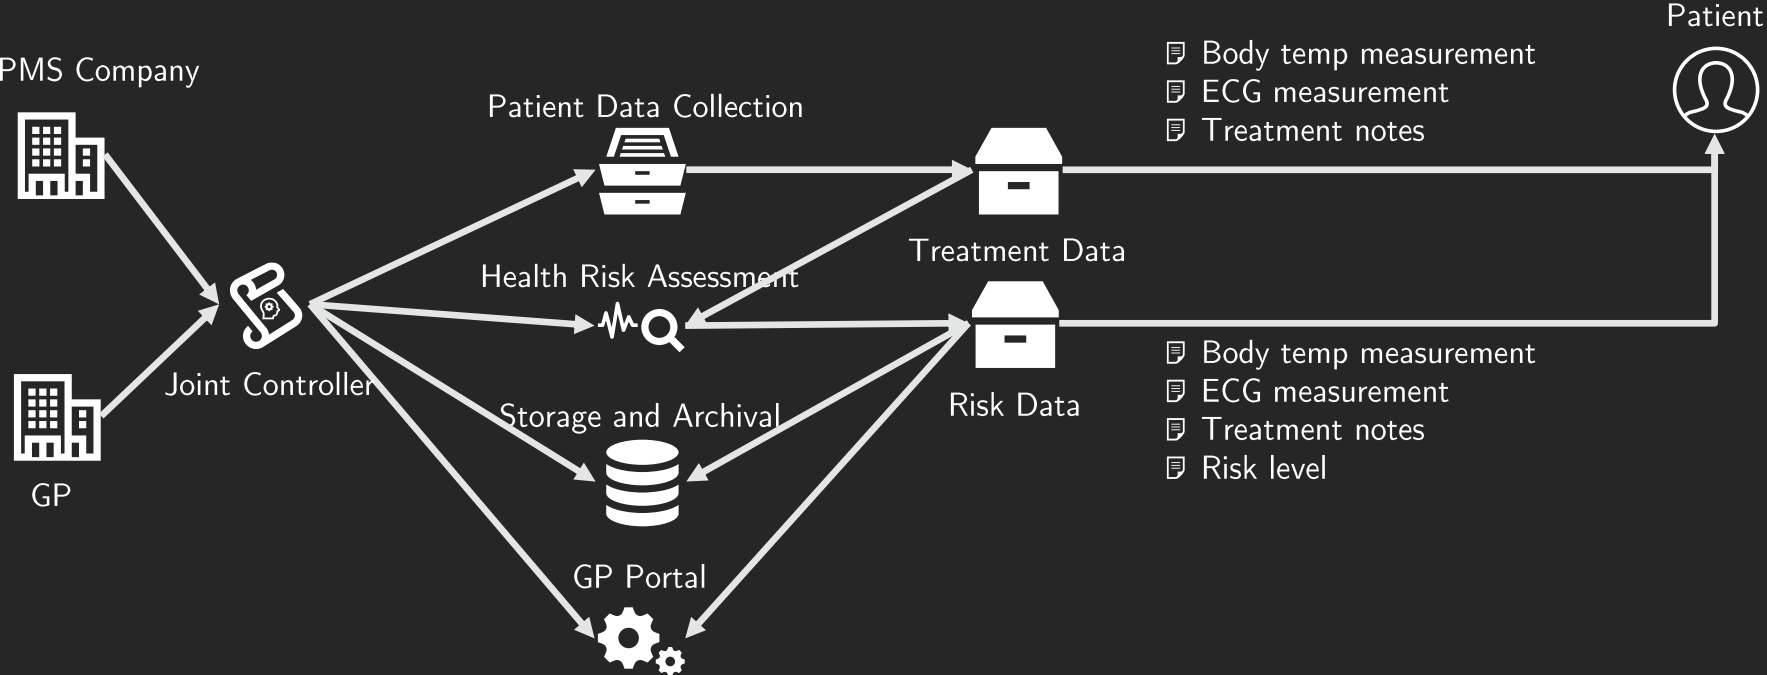 PMS Company
GP
Joint Controller
Patient Data Collection
Health Risk Assessment
Storage and Archival
GP Portal
Treatment Data
Risk Data
Body temp measurement
ECG measurement
Treatment notes
Body temp measurement
ECG measurement
Treatment notes
Risk level
Patient